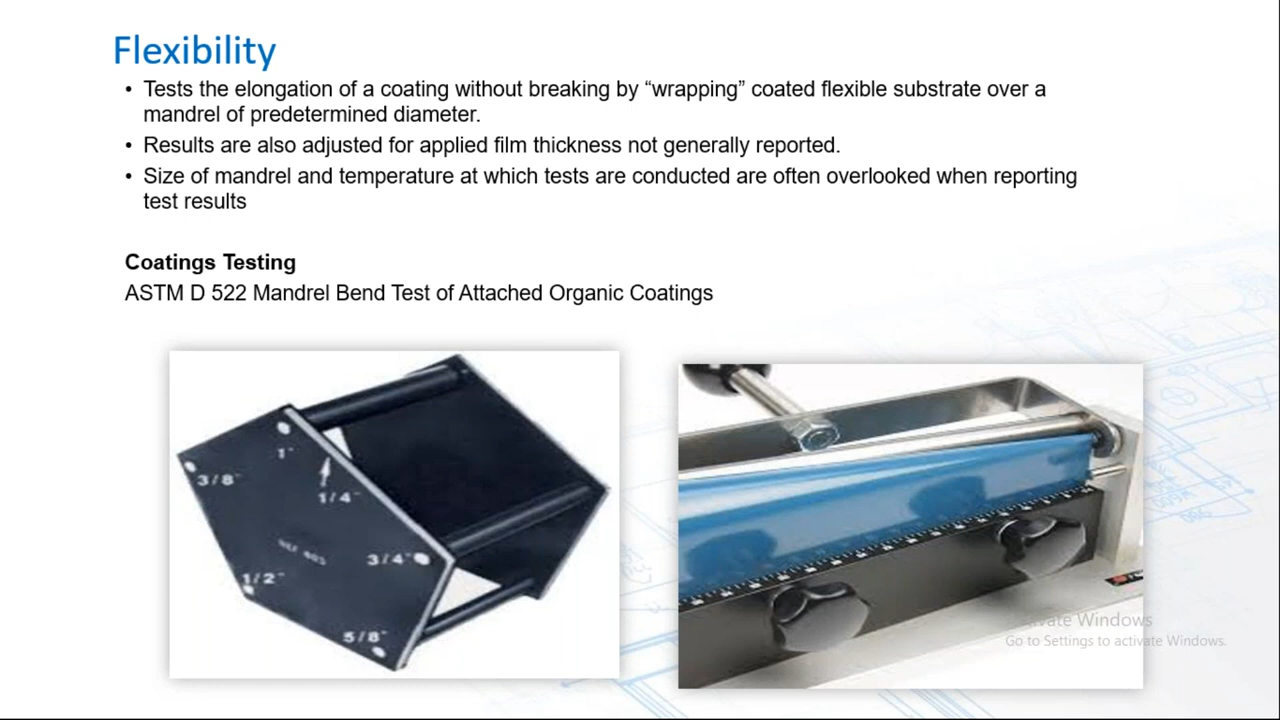 Flexibility
• Tests the elongation of a coating without breaking by “wrapping” coated flexible substrate over a
mandrel of predetermined diameter.
• Results are also adjusted for applied film thickness not generally reported.
• Size of mandrel and temperature at which tests are conducted are often overlooked when reporting
test results
Coatings Testing
ASTM D 522 Mandrel Bend Test of Attached Organic Coatings
1"
3/8"
1/4"
3/4"
1/2"
5/8"
Activate Windows
Go to Settings to activate Windows.